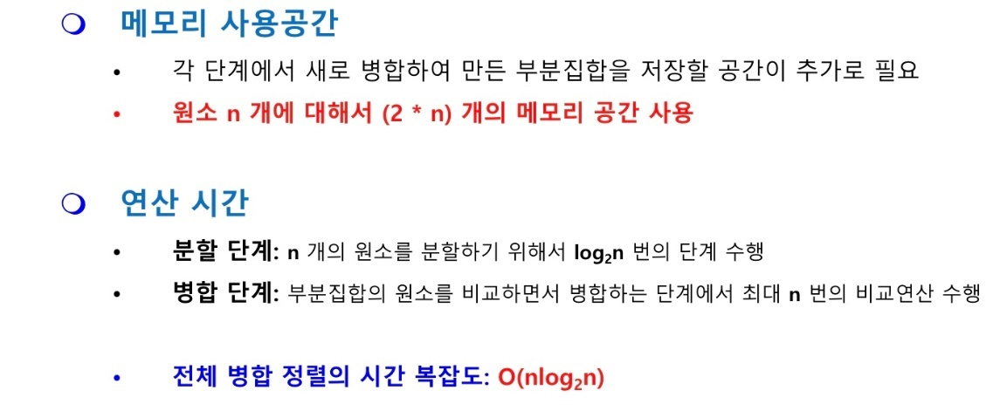 메모리 사용공간
• 각 단계에서 새로 병합하여 만든 부분집합을 저장할 공간이 추가로 필요
• 원소 n 개에 대해서 (2 * n) 개의 메모리 공간 사용
연산 시간
• 분할 단계: n 개의 원소를 분할하기 위해서 log₂n 번의 단계 수행
• 병합 단계: 부분집합의 원소를 비교하면서 병합하는 단계에서 최대 n 번의 비교연산 수행
• 전체 병합 정렬의 시간 복잡도: O(nlog₂n)